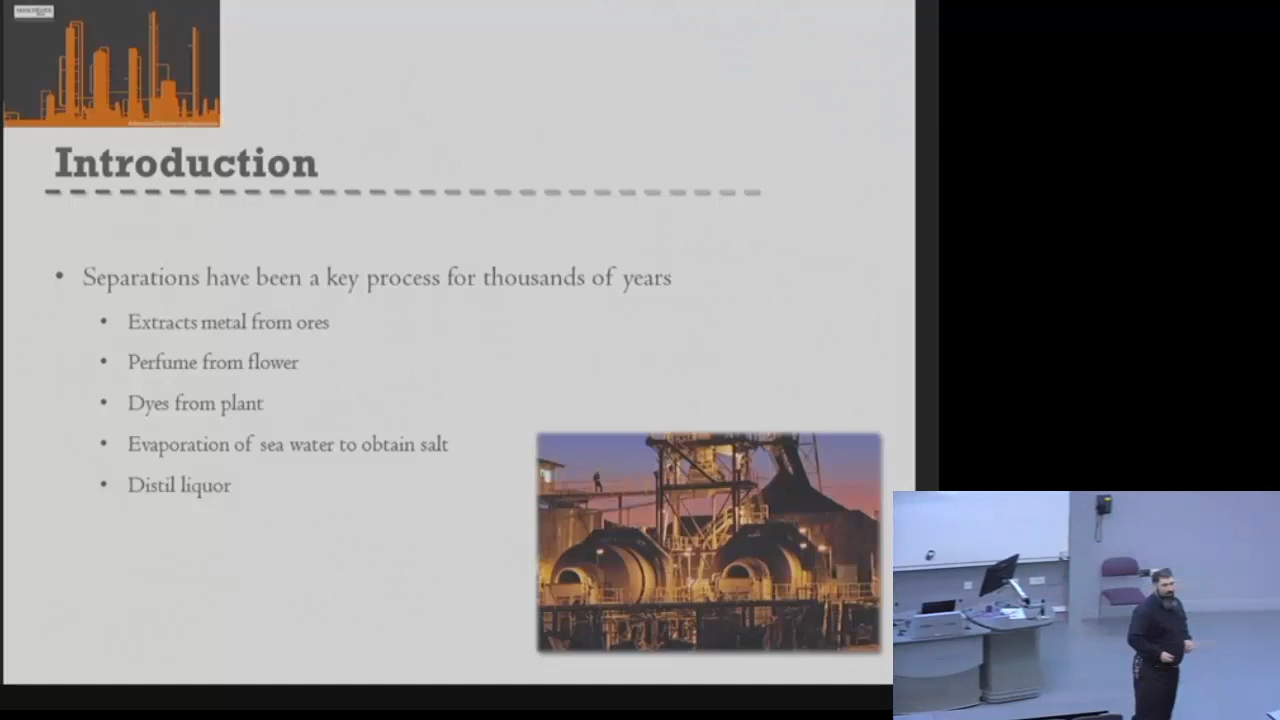 Introduction
Separations have been a key process for thousands of years
Extracts metal from ores
Perfume from flower
Dyes from plant
Evaporation of sea water to obtain salt
Distil liquor